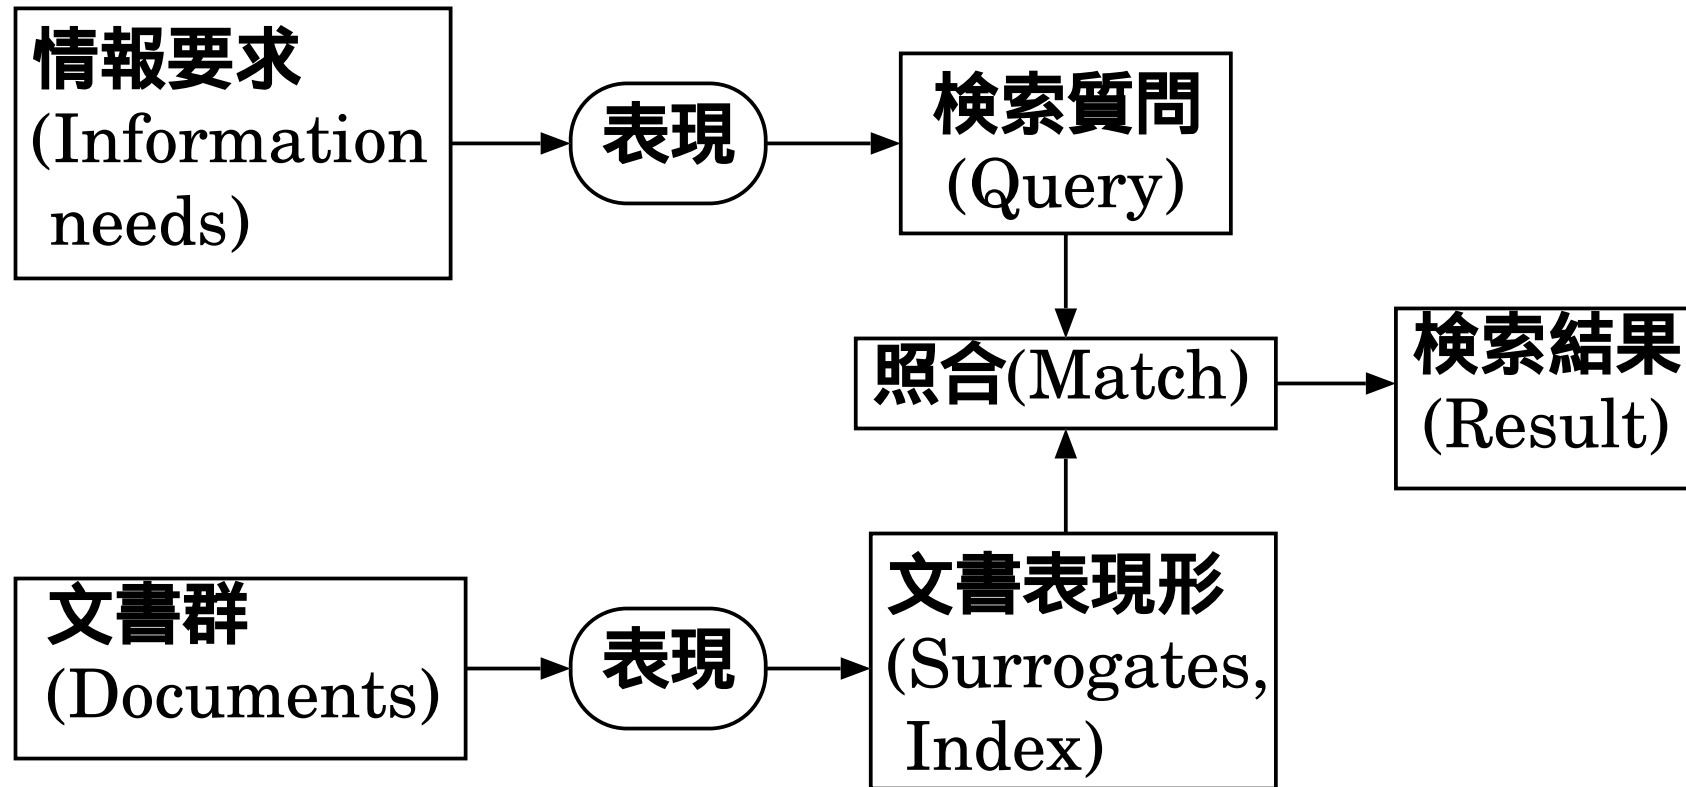 情報要求
(Information
needs)
表現
検索質問
(Query)
照合(Match)
検索結果
(Result)
文書群
(Documents)
表現
文書表現形
(Surrogates,
Index)